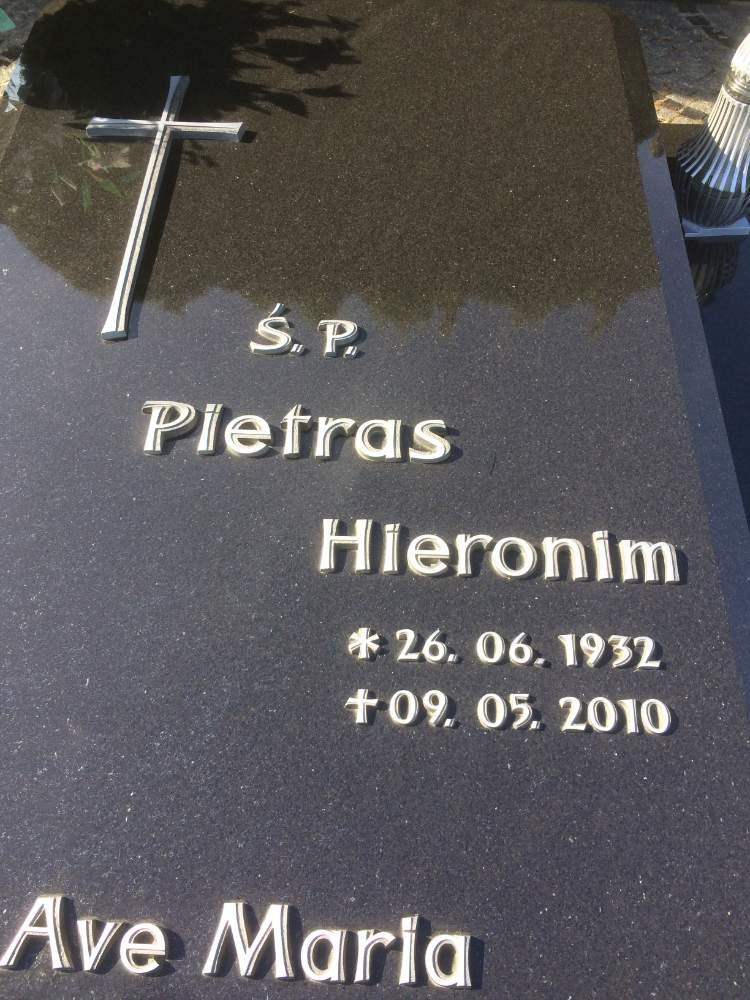 Ś. P.
Pietras
Hieronim
* 26. 06. 1932
✝ 09. 05. 2010
Ave Maria